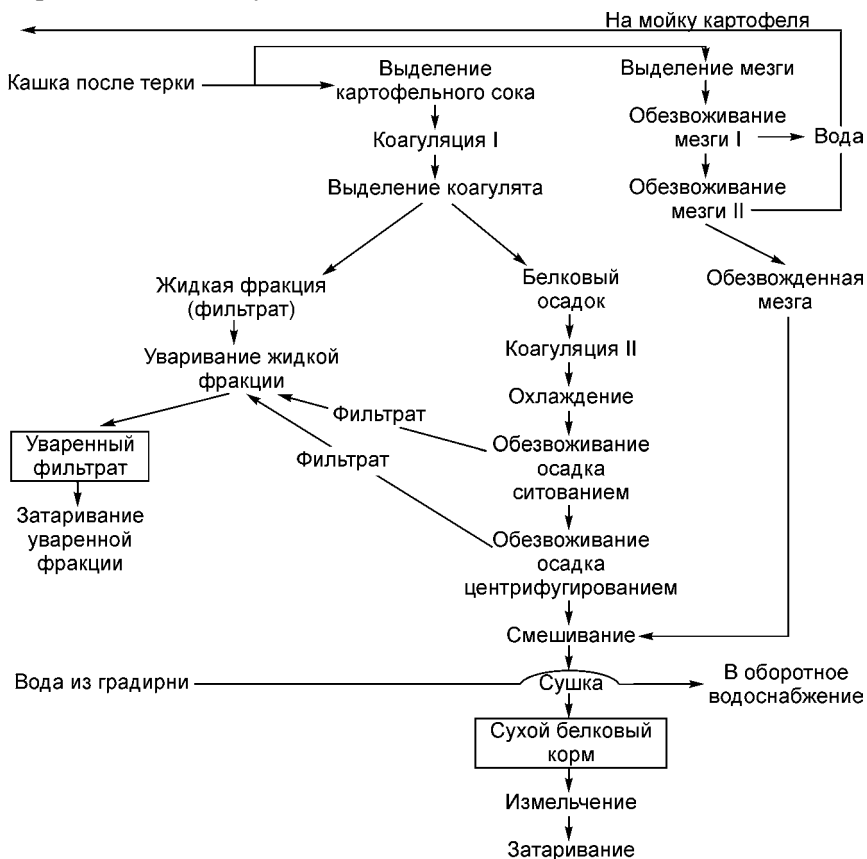 На мойку картофеля
Кашка после терки
Выделение
картофельного сока
Выделение мезги
Обезвоживание
мезги I
Вода
Коагуляция I
Выделение коагулята
Обезвоживание
мезги II
Жидкая фракция
(фильтрат)
Белковый
осадок
Обезвожденная
мезга
Уваривание жидкой
фракции
Коагуляция II
Охлаждение
Фильтрат
Фильтрат
Уваренный
фильтрат
Обезвоживание
осадка
ситованием
Затаривание
уваренной
фракции
Обезвоживание
осадка
центрифугированием
Смешивание
Вода из градирни
Сушка
В оборотное
водоснабжение
Сухой белковый
корм
Измельчение
Затаривание